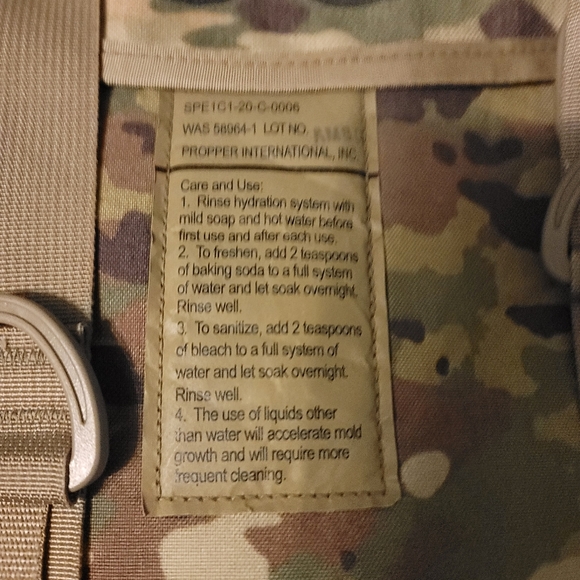 SPE1C1-20-C-0006
WAS 58964-1 LOT NO.
PROPPER INTERNATIONAL, INC
Care and Use:
1. Rinse hydration system with
mild soap and hot water before
first use and after each use.
2. To freshen, add 2 teaspoons
of baking soda to a full system
of water and let soak overnight.
Rinse well.
3. To sanitize, add 2 teaspoons
of bleach to a full system of
water and let soak overnight.
Rinse well.
4. The use of liquids other
than water will accelerate mold
growth and will require more
frequent cleaning.